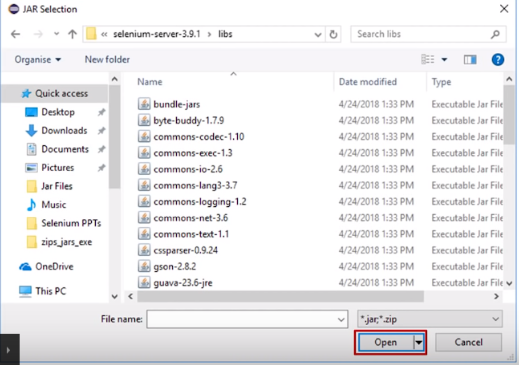 JAR Selection
« selenium-server-3.9.1 › libs
Search libs
Organise
New folder
Name
Date modified
Type
Quick access
Desktop
Downloads
Documents
Pictures
Jar Files
Music
Selenium PPTs
zips_jars_exe
OneDrive
This PC
bundle-jars 4/24/2018 1:33 PM Executable Jar File
byte-buddy-1.7.9 4/24/2018 1:33 PM Executable Jar File
commons-codec-1.10 4/24/2018 1:33 PM Executable Jar File
commons-exec-1.3 4/24/2018 1:33 PM Executable Jar File
commons-io-2.6 4/24/2018 1:33 PM Executable Jar File
commons-lang3-3.7 4/24/2018 1:33 PM Executable Jar File
commons-logging-1.2 4/24/2018 1:33 PM Executable Jar File
commons-net-3.6 4/24/2018 1:33 PM Executable Jar File
commons-text-1.1 4/24/2018 1:33 PM Executable Jar File
cssparser-0.9.24 4/24/2018 1:33 PM Executable Jar File
gson-2.8.2 4/24/2018 1:33 PM Executable Jar File
guava-23.6-jre 4/24/2018 1:33 PM Executable Jar File
File name:
*.jar;*.zip
Open
Cancel